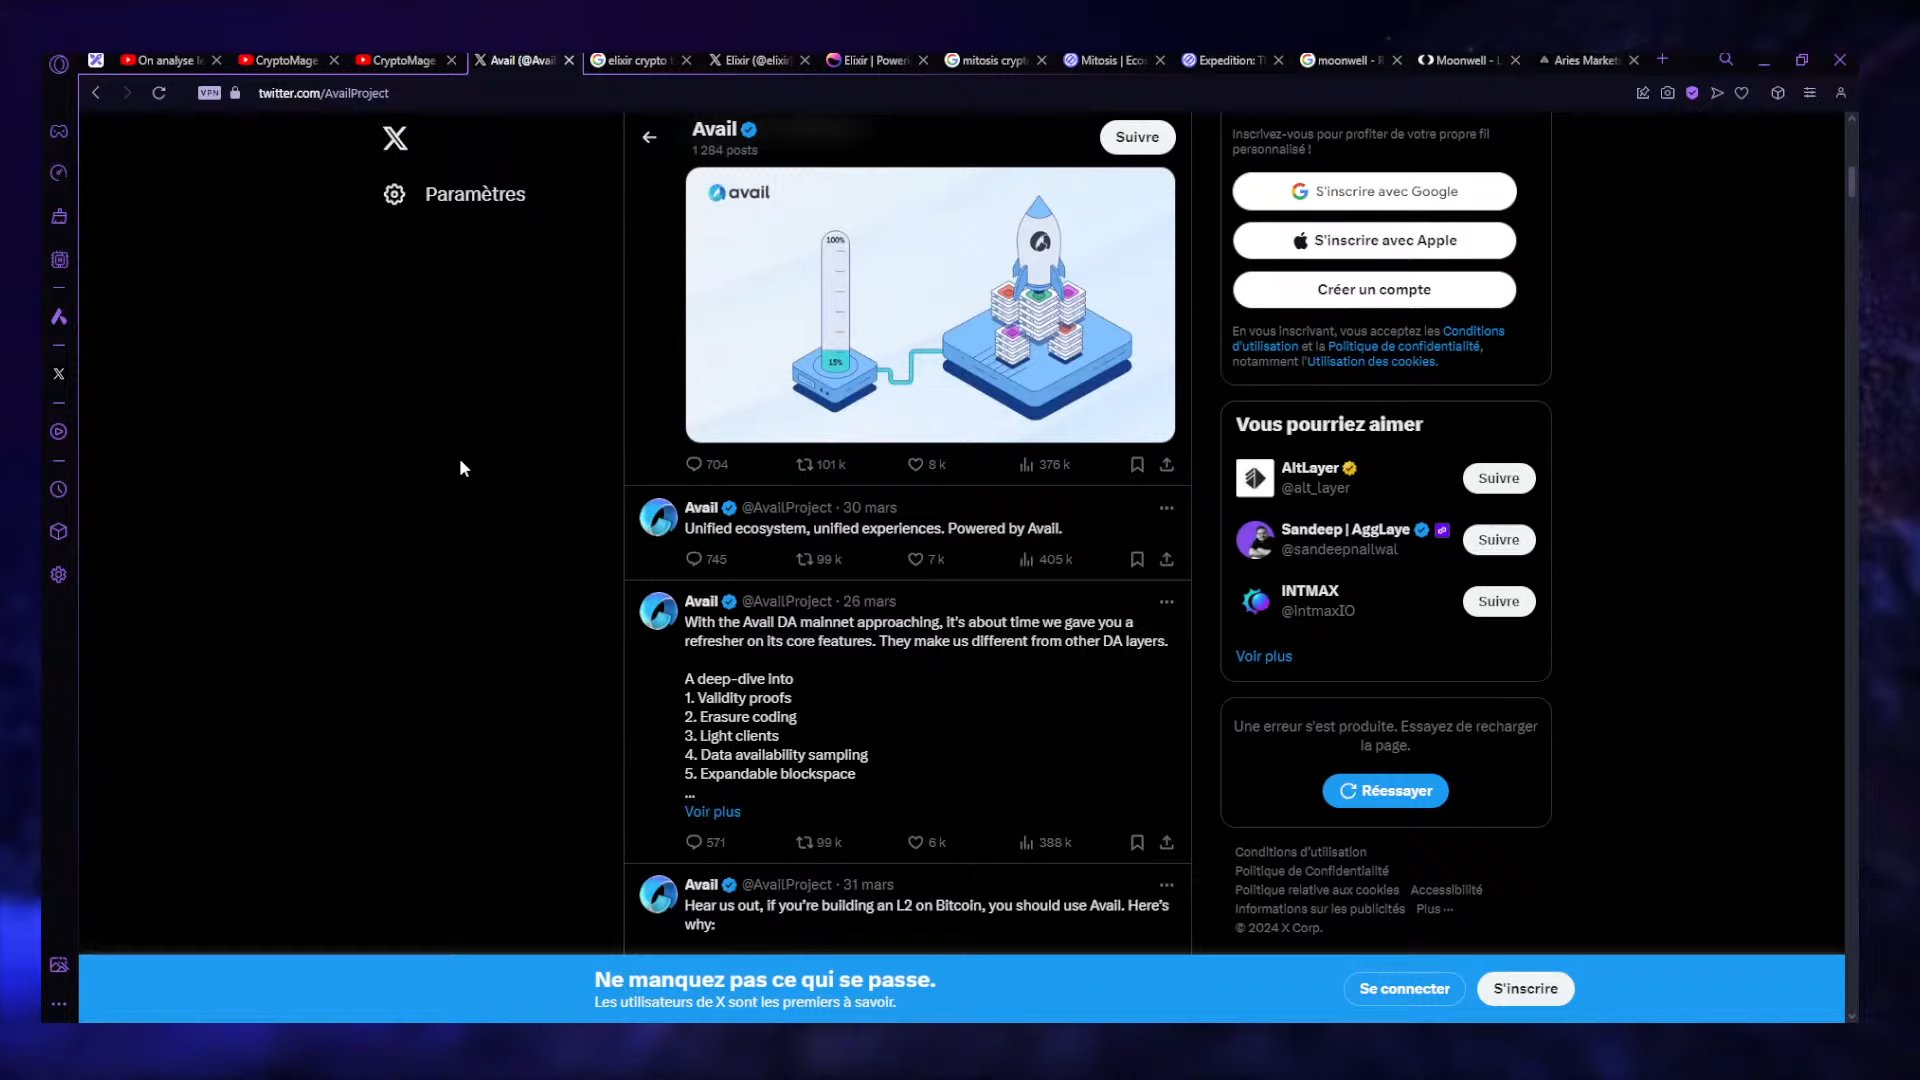 On analyse le
CryptoMage
CryptoMage
Avail (@Avai
elixir crypto t
Elixir (@elixir
Elixir | Power
mitosis crypt
Mitosis | Eco
Expedition: T
moonwell - R
Moonwell - L
Aries Market
VPN
twitter.com/AvailProject
Paramètres
Avail
1 284 posts
Suivre
avail
100%
15%
704
101 k
8 k
376 k
Avail @AvailProject · 30 mars
Unified ecosystem, unified experiences. Powered by Avail.
745
99 k
7 k
405 k
Avail @AvailProject · 26 mars
With the Avail DA mainnet approaching, it's about time we gave you a
refresher on its core features. They make us different from other DA layers.
A deep-dive into
1. Validity proofs
2. Erasure coding
3. Light clients
4. Data availability sampling
5. Expandable blockspace
...
Voir plus
571
99 k
6 k
388 k
Avail @AvailProject · 31 mars
Hear us out, if you’re building an L2 on Bitcoin, you should use Avail. Here’s
why:
Inscrivez-vous pour profiter de votre propre fil
personnalisé !
S'inscrire avec Google
S'inscrire avec Apple
Créer un compte
En vous inscrivant, vous acceptez les Conditions
d'utilisation et la Politique de confidentialité,
notamment l'Utilisation des cookies.
Vous pourriez aimer
AltLayer
@alt_layer
Suivre
Sandeep | AggLaye
@sandeepnailwal
Suivre
INTMAX
@intmaxIO
Suivre
Voir plus
Une erreur s'est produite. Essayez de recharger
la page.
Réessayer
Conditions d’utilisation
Politique de Confidentialité
Politique relative aux cookies Accessibilité
Informations sur les publicités Plus ···
© 2024 X Corp.
Ne manquez pas ce qui se passe.
Les utilisateurs de X sont les premiers à savoir.
Se connecter
S'inscrire